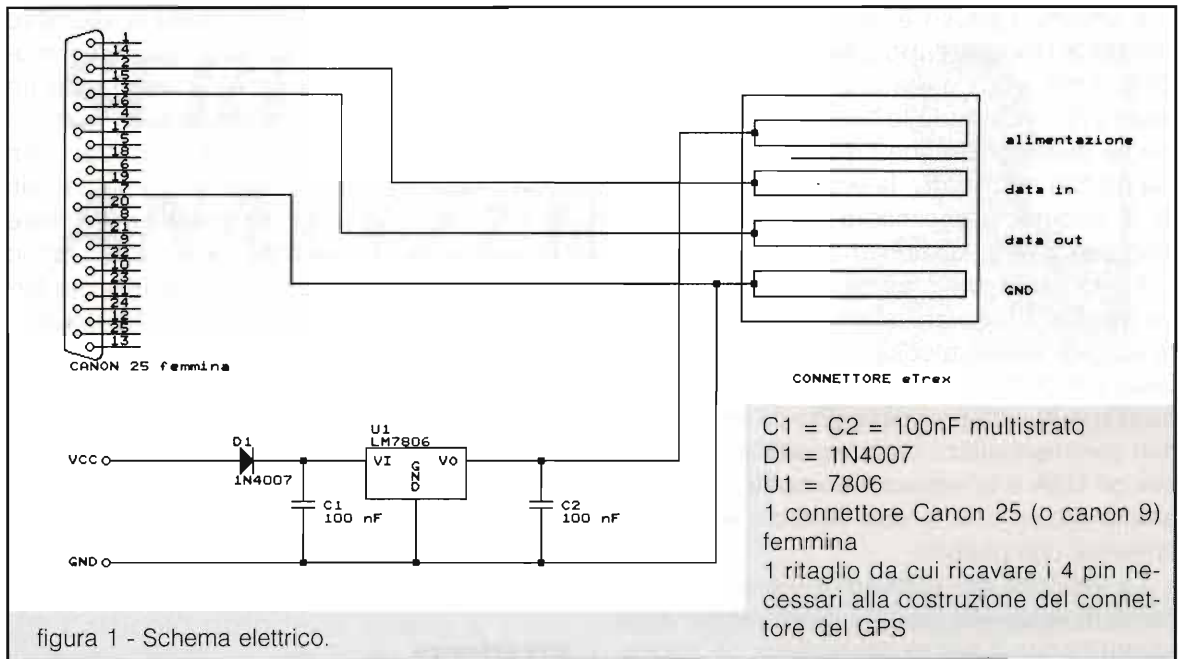 1
14
2
15
3
16
4
17
5
18
6
19
7
20
8
21
9
22
10
23
11
24
12
25
13
CANON 25 femmina
alimentazione
data in
data out
GND
CONNETTORE eTrex
VCC
D1
1N4007
U1
LM7806
VI
GND
VO
C1
100 nF
C2
100 nF
GND
C1 = C2 = 100nF multistrato
D1 = 1N4007
U1 = 7806
1 connettore Canon 25 (o canon 9)
femmina
1 ritaglio da cui ricavare i 4 pin ne-
cessari alla costruzione del connet-
tore del GPS
figura 1 - Schema elettrico.